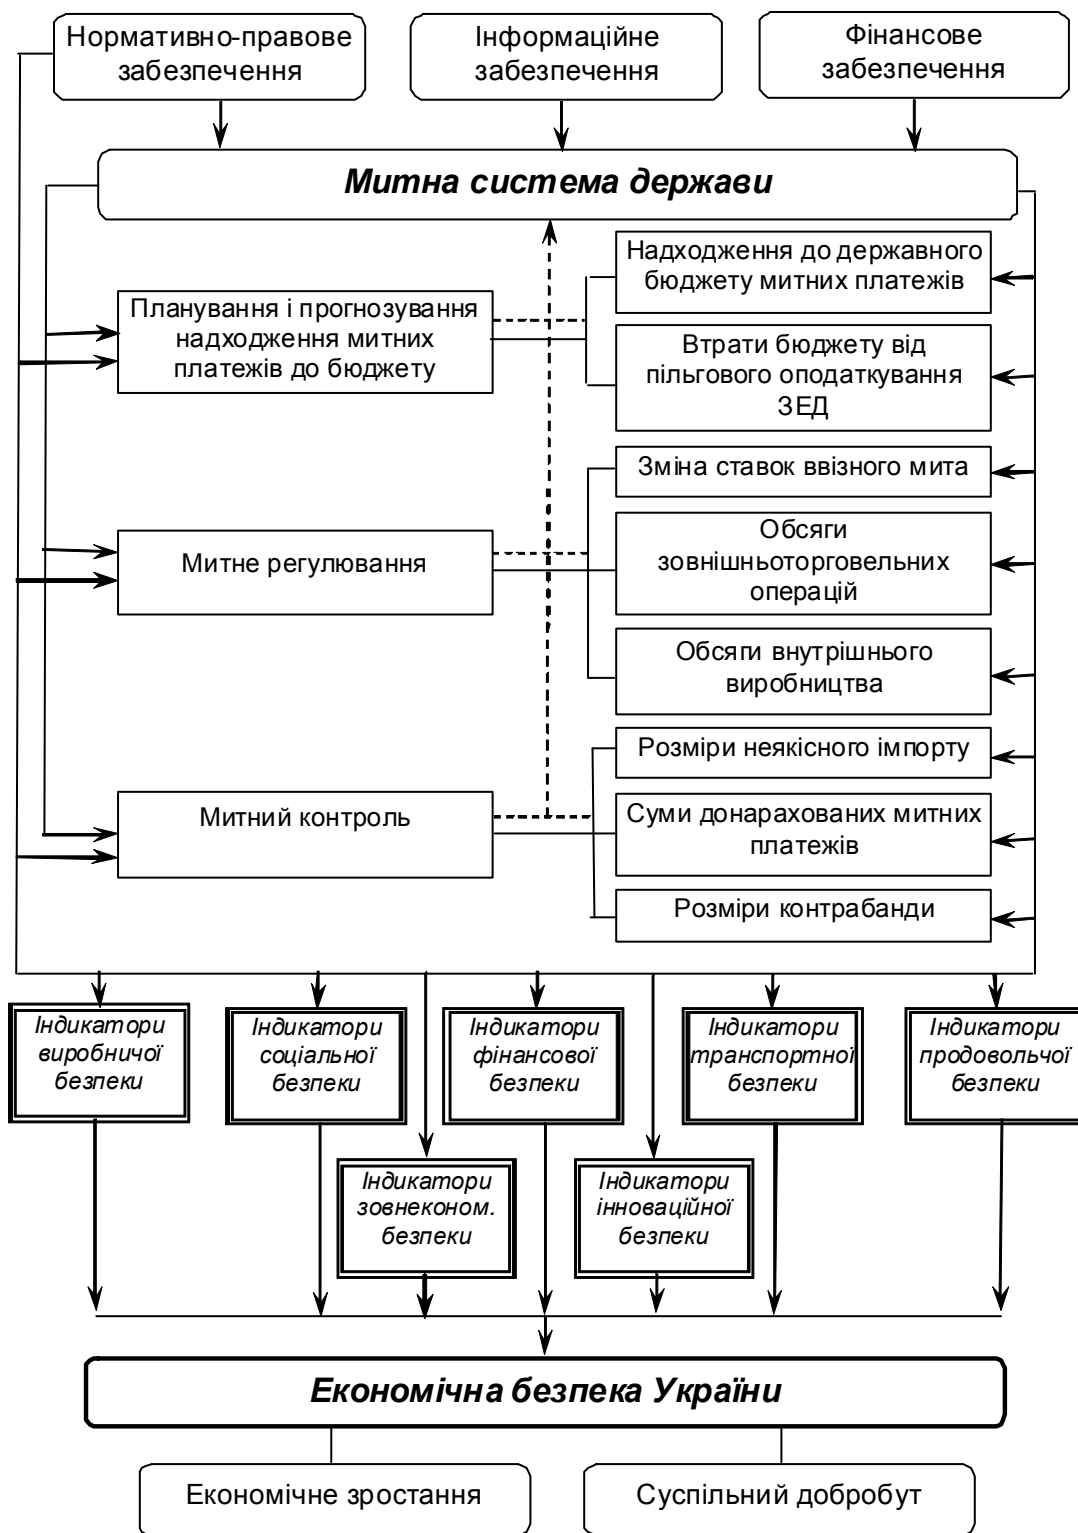 Нормативно-правове
забезпечення
Інформаційне
забезпечення
Фінансове
забезпечення
Митна система держави
Планування і прогнозування
надходження митних
платежів до бюджету
Надходження до державного
бюджету митних платежів
Втрати бюджету від
пільгового оподаткування
ЗЕД
Митне регулювання
Зміна ставок ввізного мита
Обсяги
зовнішньоторговельних
операцій
Обсяги внутрішнього
виробництва
Митний контроль
Розміри неякісного імпорту
Суми донарахованих митних
платежів
Розміри контрабанди
Індикатори
виробничої
безпеки
Індикатори
соціальної
безпеки
Індикатори
фінансової
безпеки
Індикатори
транспортної
безпеки
Індикатори
продовольчої
безпеки
Індикатори
зовнеконом.
безпеки
Індикатори
інноваційної
безпеки
Економічна безпека України
Економічне зростання
Суспільний добробут